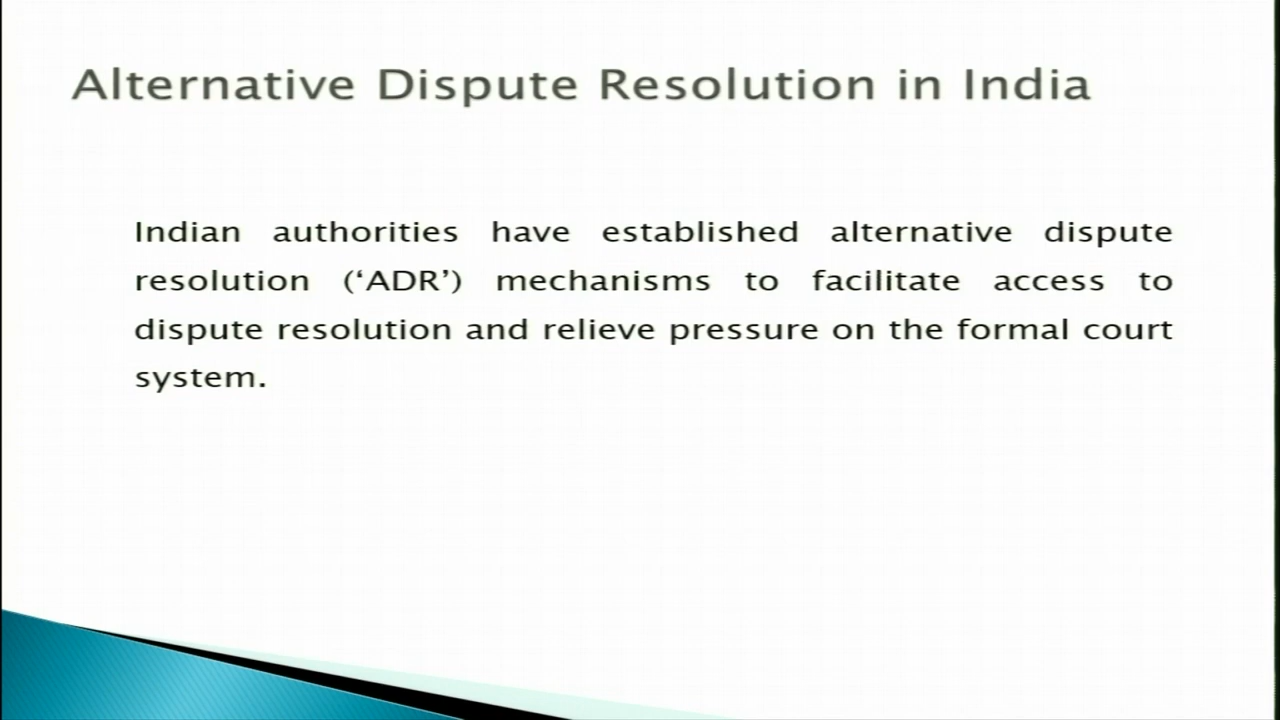 Alternative Dispute Resolution in India
Indian authorities have established alternative dispute
resolution (‘ADR’) mechanisms to facilitate access to
dispute resolution and relieve pressure on the formal court
system.